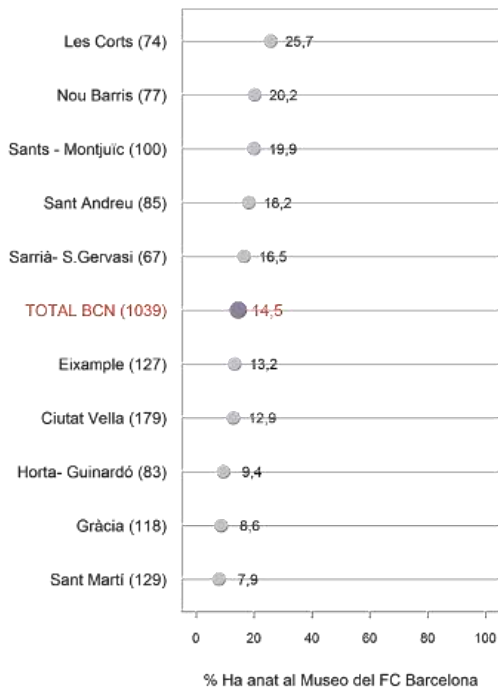 Les Corts (74) 25,7
Nou Barris (77) 20,2
Sants - Montjuïc (100) 19,9
Sant Andreu (85) 18,2
Sarrià- S.Gervasi (67) 16,5
TOTAL BCN (1039) 14,5
Eixample (127) 13,2
Ciutat Vella (179) 12,9
Horta- Guinardó (83) 9,4
Gràcia (118) 8,6
Sant Martí (129) 7,9
0 20 40 60 80 100
% Ha anat al Museo del FC Barcelona